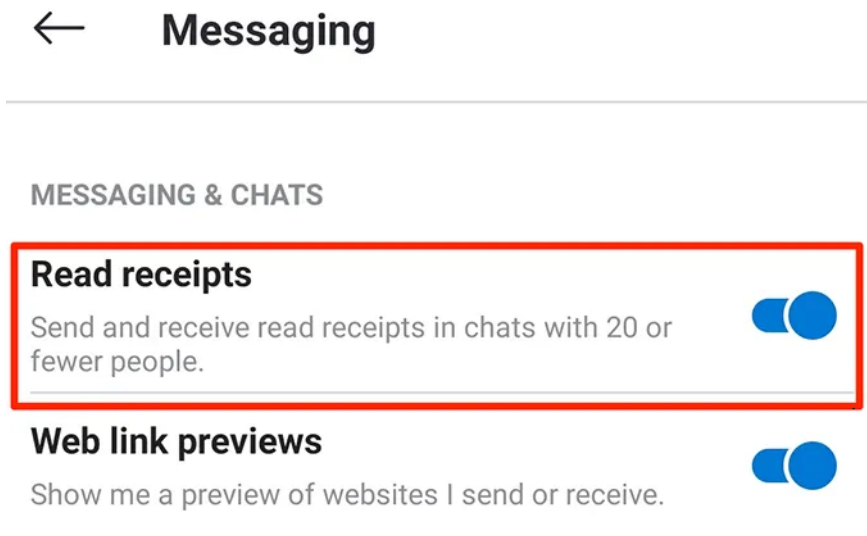 Messaging
MESSAGING & CHATS
Read receipts
Send and receive read receipts in chats with 20 or
fewer people.
Web link previews
Show me a preview of websites I send or receive.